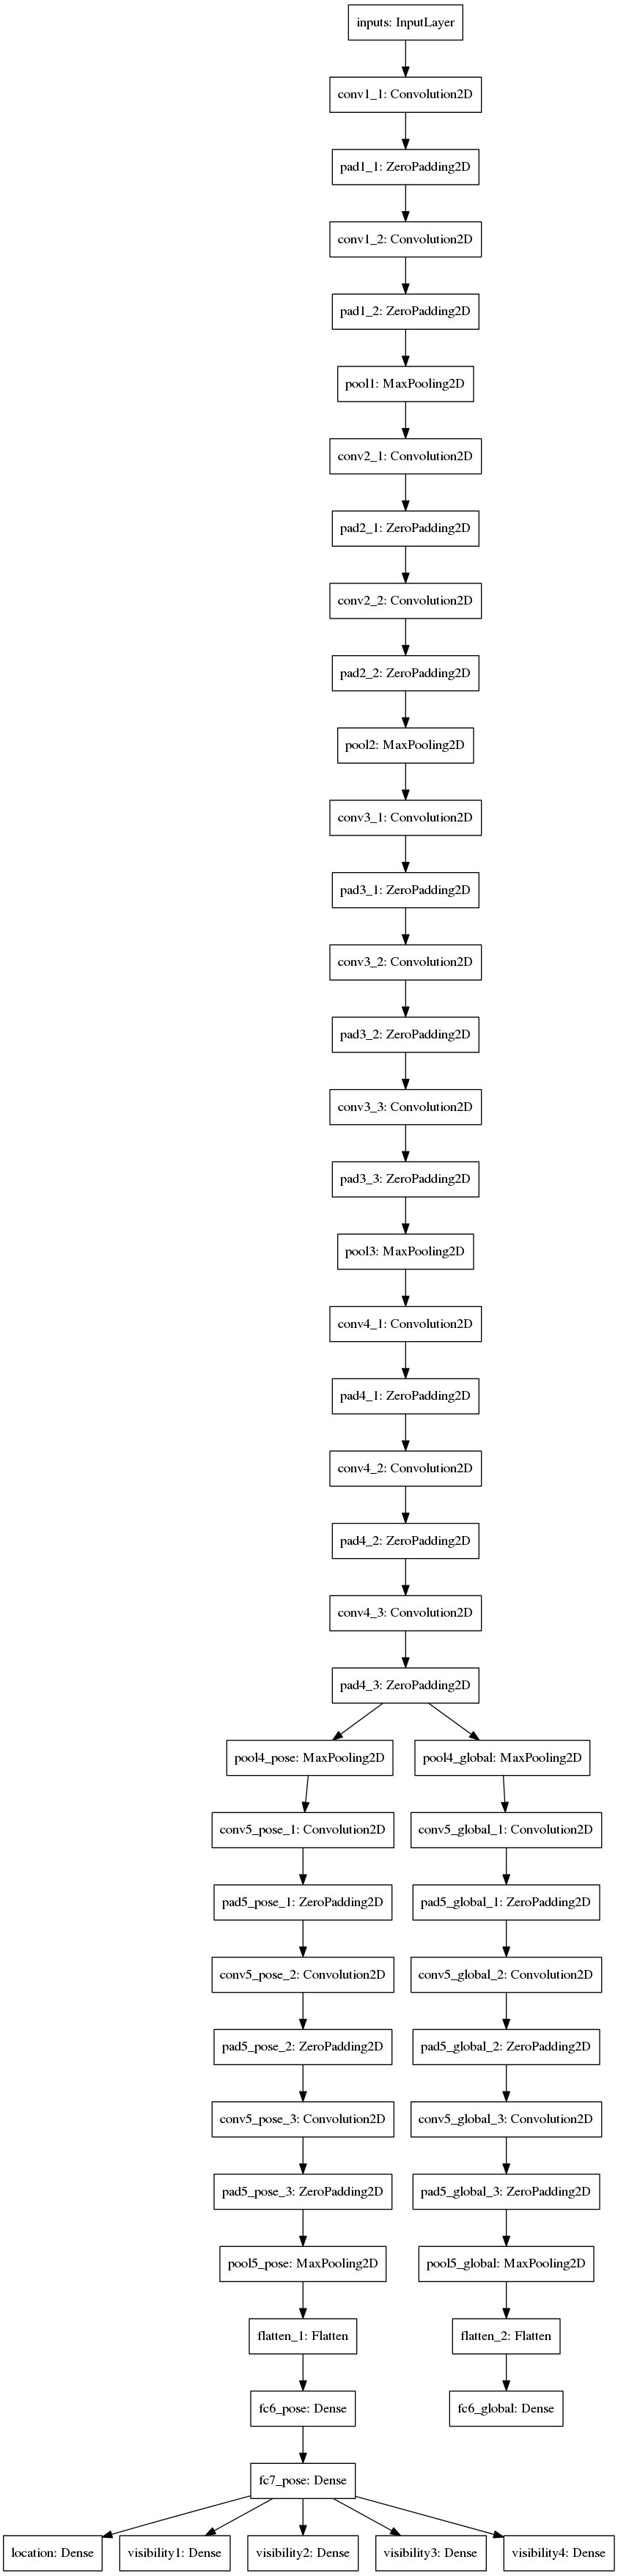 inputs: InputLayer
conv1_1: Convolution2D
pad1_1: ZeroPadding2D
conv1_2: Convolution2D
pad1_2: ZeroPadding2D
pool1: MaxPooling2D
conv2_1: Convolution2D
pad2_1: ZeroPadding2D
conv2_2: Convolution2D
pad2_2: ZeroPadding2D
pool2: MaxPooling2D
conv3_1: Convolution2D
pad3_1: ZeroPadding2D
conv3_2: Convolution2D
pad3_2: ZeroPadding2D
conv3_3: Convolution2D
pad3_3: ZeroPadding2D
pool3: MaxPooling2D
conv4_1: Convolution2D
pad4_1: ZeroPadding2D
conv4_2: Convolution2D
pad4_2: ZeroPadding2D
conv4_3: Convolution2D
pad4_3: ZeroPadding2D
pool4_pose: MaxPooling2D
pool4_global: MaxPooling2D
conv5_pose_1: Convolution2D
conv5_global_1: Convolution2D
pad5_pose_1: ZeroPadding2D
pad5_global_1: ZeroPadding2D
conv5_pose_2: Convolution2D
conv5_global_2: Convolution2D
pad5_pose_2: ZeroPadding2D
pad5_global_2: ZeroPadding2D
conv5_pose_3: Convolution2D
conv5_global_3: Convolution2D
pad5_pose_3: ZeroPadding2D
pad5_global_3: ZeroPadding2D
pool5_pose: MaxPooling2D
pool5_global: MaxPooling2D
flatten_1: Flatten
flatten_2: Flatten
fc6_pose: Dense
fc6_global: Dense
fc7_pose: Dense
location: Dense
visibility1: Dense
visibility2: Dense
visibility3: Dense
visibility4: Dense